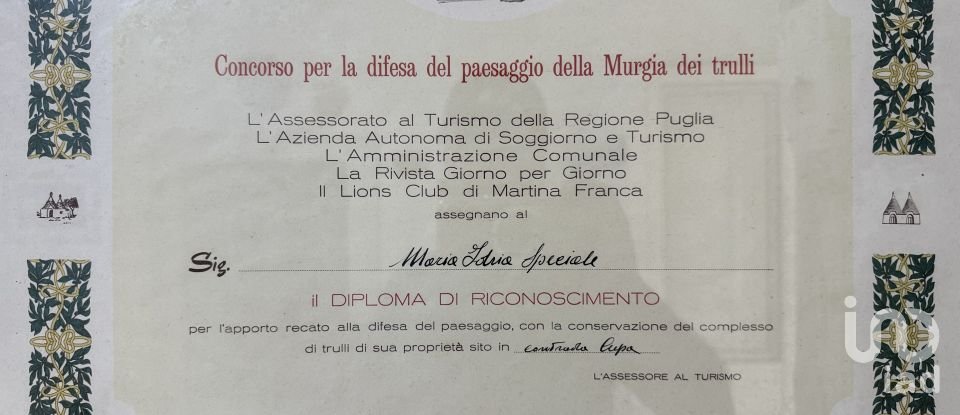 Concorso per la difesa del paesaggio della Murgia dei trulli
L'Assessorato al Turismo della Regione Puglia
L'Azienda Autonoma di Soggiorno e Turismo
L'Amministrazione Comunale
La Rivista Giorno per Giorno
Il Lions Club di Martina Franca
assegnano al
Sig. Maria Idria Speciale
il DIPLOMA DI RICONOSCIMENTO
per l'apporto recato alla difesa del paesaggio, con la conservazione del complesso
di trulli di sua proprietà sito in contrada Cupa
L'ASSESSORE AL TURISMO
iad